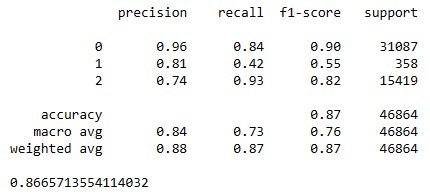 precision recall f1-score support
0 0.96 0.84 0.90 31087
1 0.81 0.42 0.55 358
2 0.74 0.93 0.82 15419
accuracy 0.87 46864
macro avg 0.84 0.73 0.76 46864
weighted avg 0.88 0.87 0.87 46864
0.8665713554114032